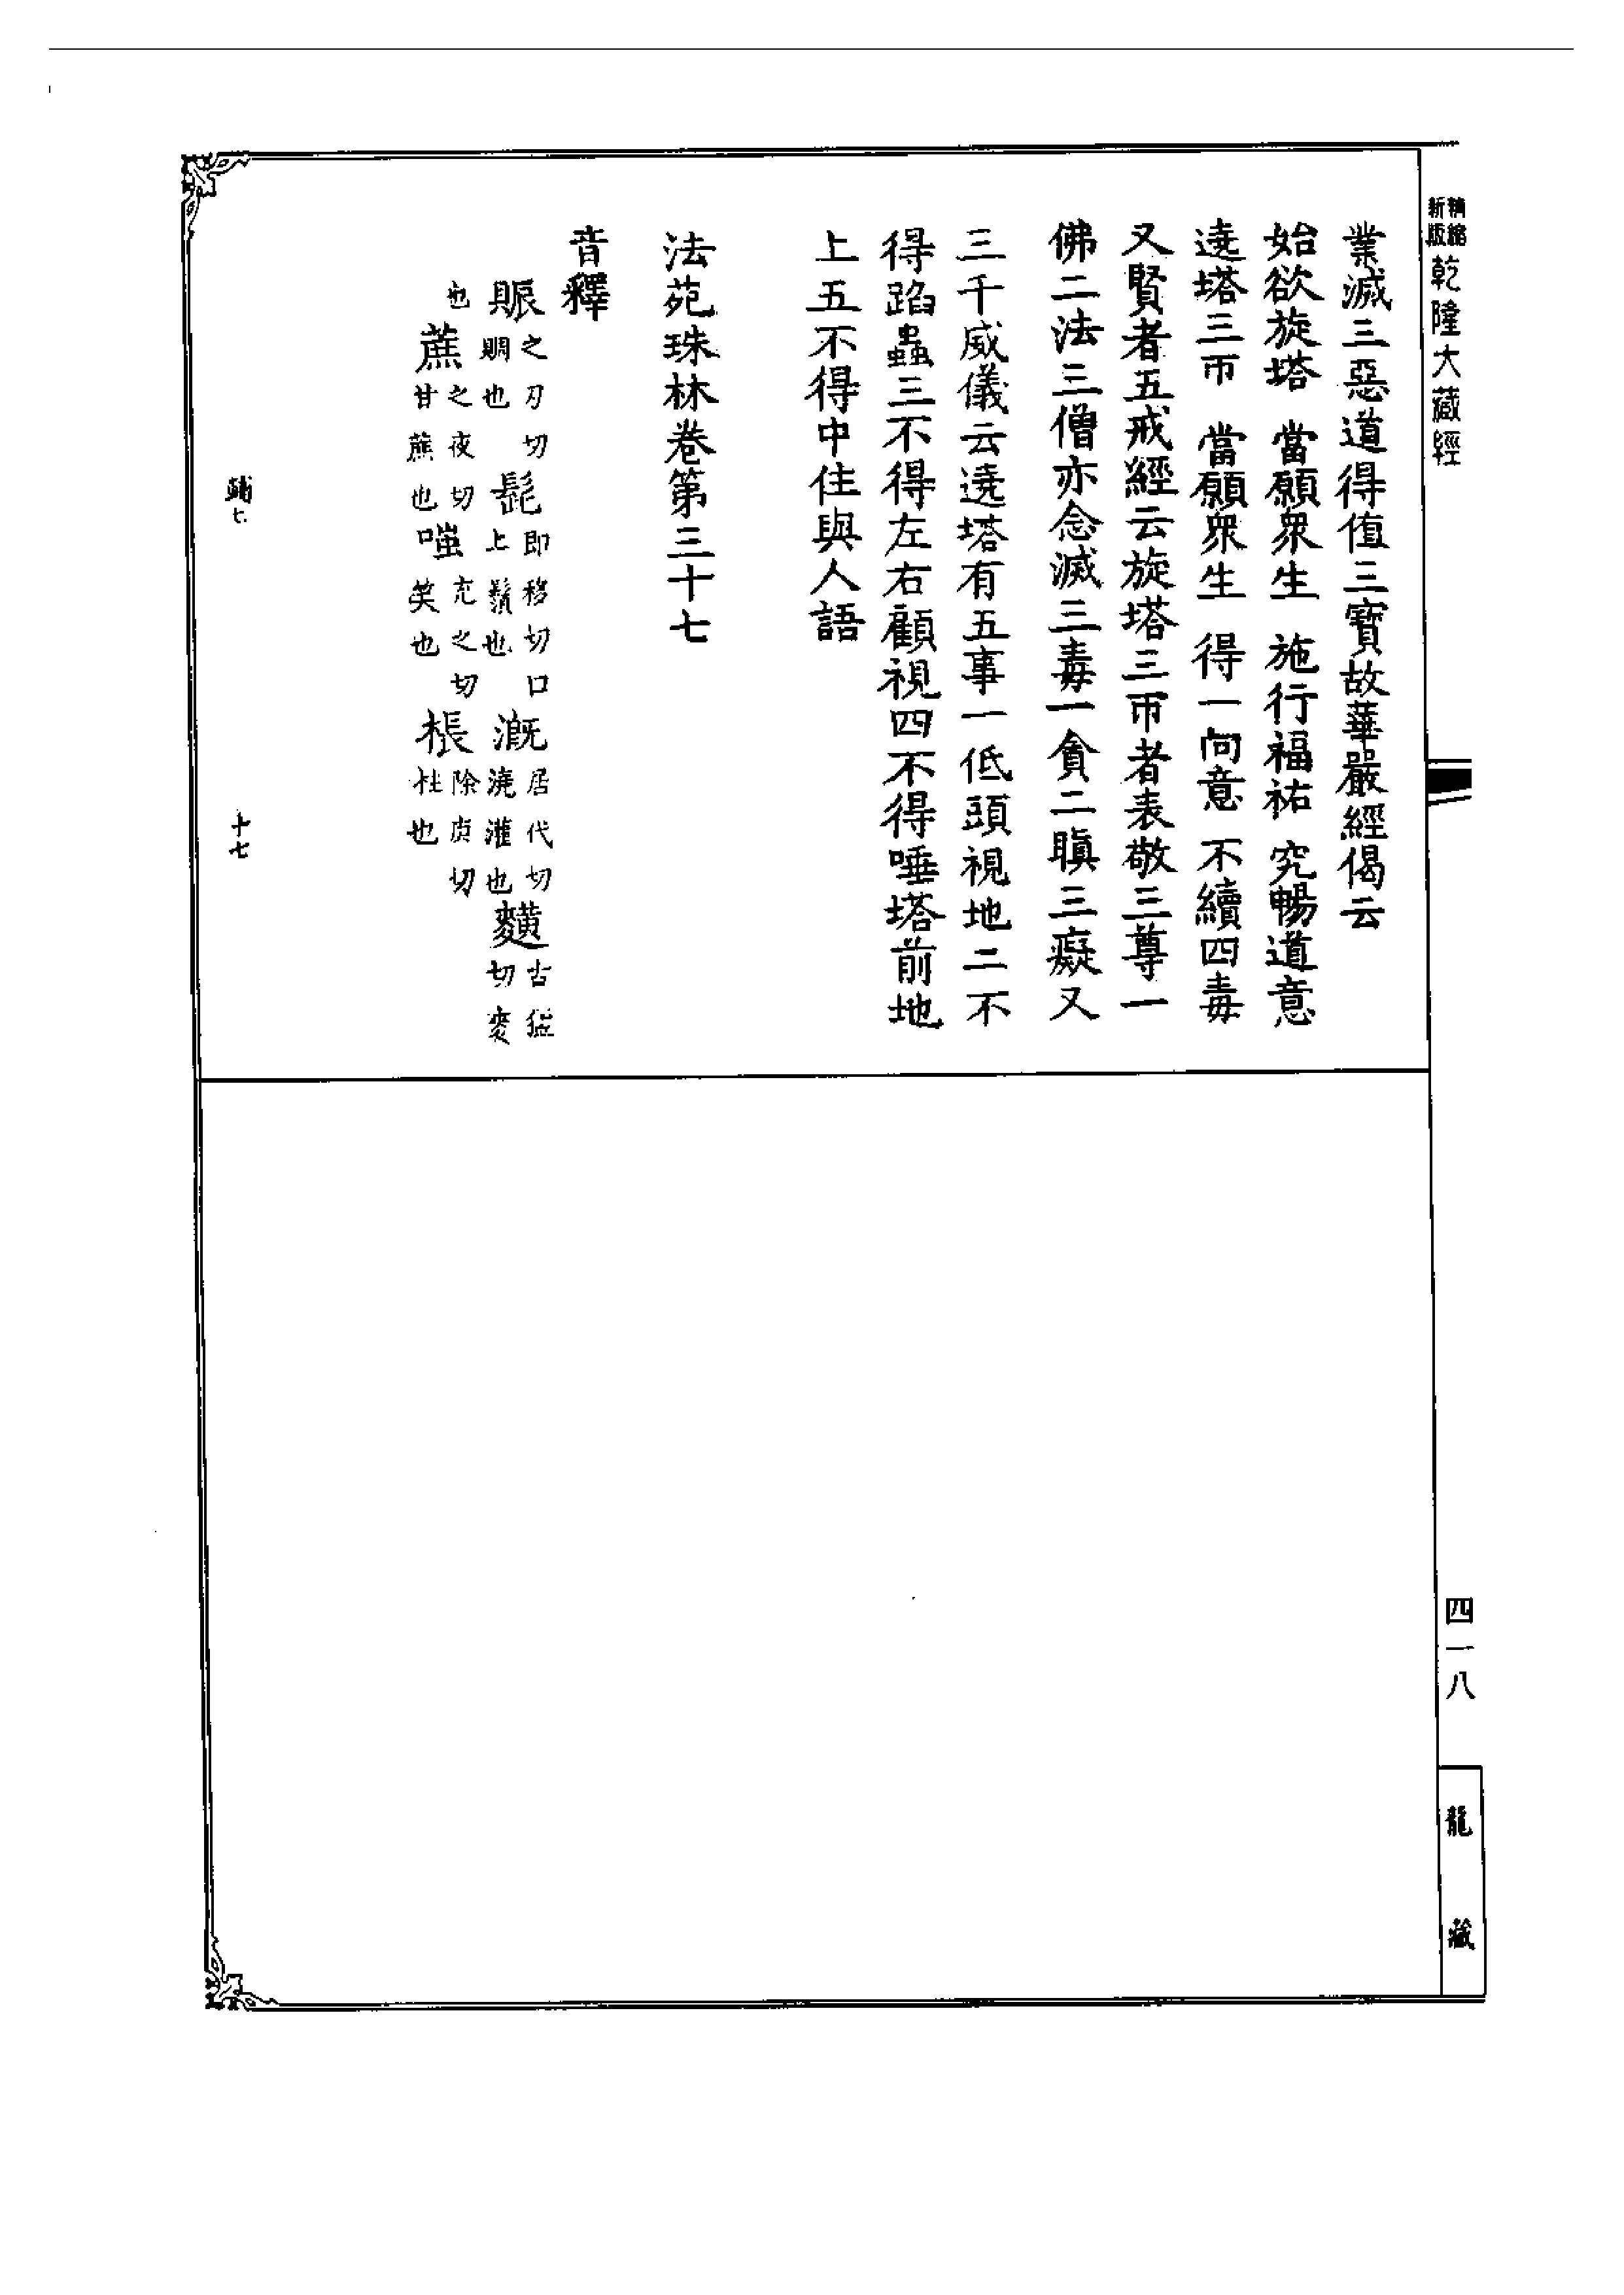 精縮
新版
乾隆大藏經
業滅三惡道得值三寶故華嚴經偈云
始欲旋塔 當願衆生 施行福祐 究暢道意
遶塔三帀 當願衆生 得一向意 不續四毒
又賢者五戒經云旋塔三帀者表敬三尊一
佛二法三僧亦念滅三毒一貪二瞋三癡又
三千威儀云遶塔有五事一低頭視地二不
得蹈蟲三不得左右顧視四不得唾塔前地
上五不得中住與人語
法苑珠林卷第三十七
音釋
賑之刃切賙也髭即移切口上鬚也溉居代切澆灌也䵃古猛切麥
也蔗之夜切甘蔗也嗤充之切笑也棖除庚切柱也
輔七
十七
四一八
龍藏